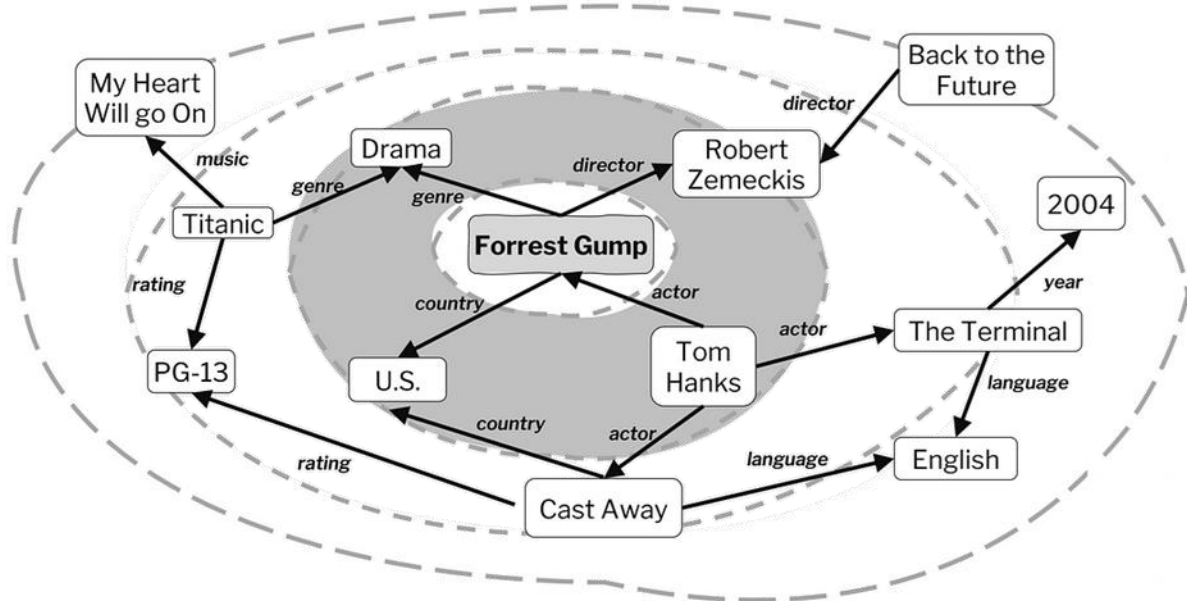 My Heart
Will go On
Back to the
Future
director
music
Drama
director
Robert
Zemeckis
genre
genre
2004
Titanic
Forrest Gump
rating
country
actor
year
actor
The Terminal
PG-13
U.S.
Tom
Hanks
language
country
actor
rating
language
English
Cast Away